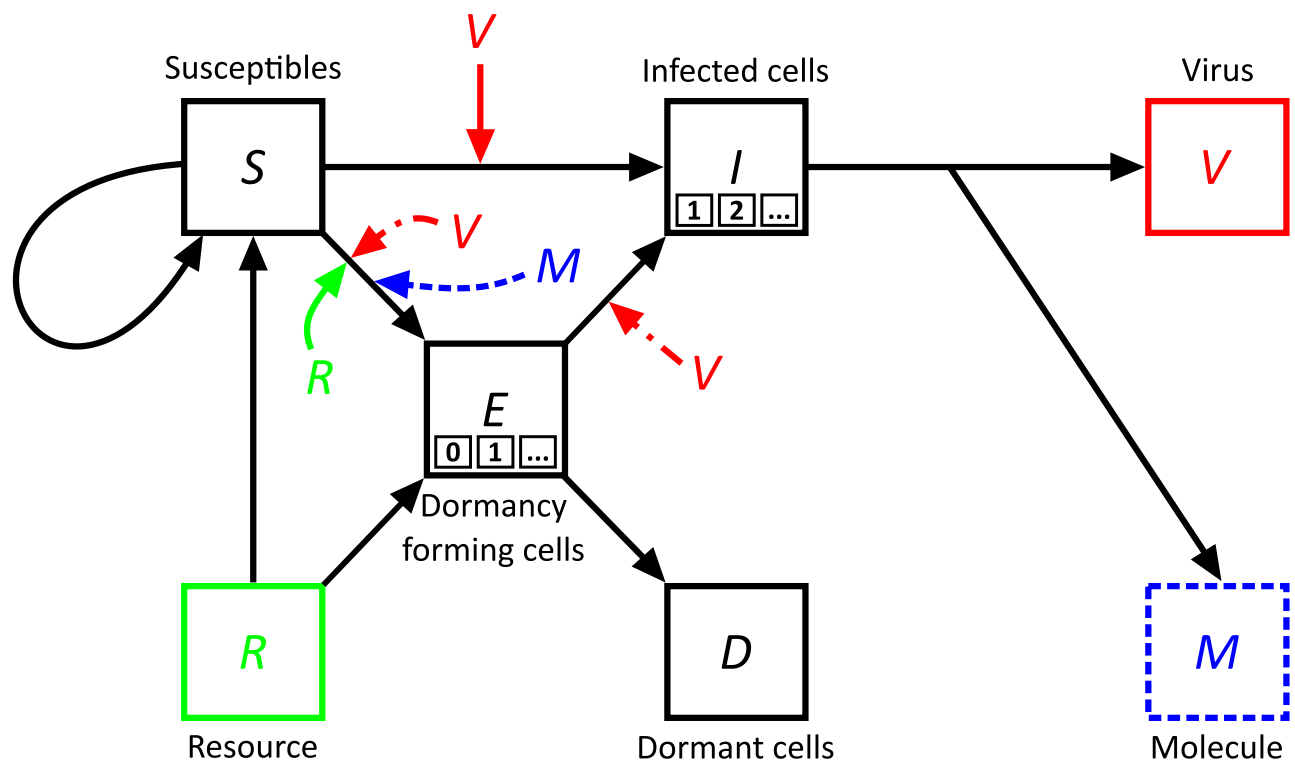 V
Susceptibles
Infected cells
Virus
S
I
1 2 ...
V
V
M
R
V
E
0 1 ...
Dormancy
forming cells
R
D
M
Resource
Dormant cells
Molecule